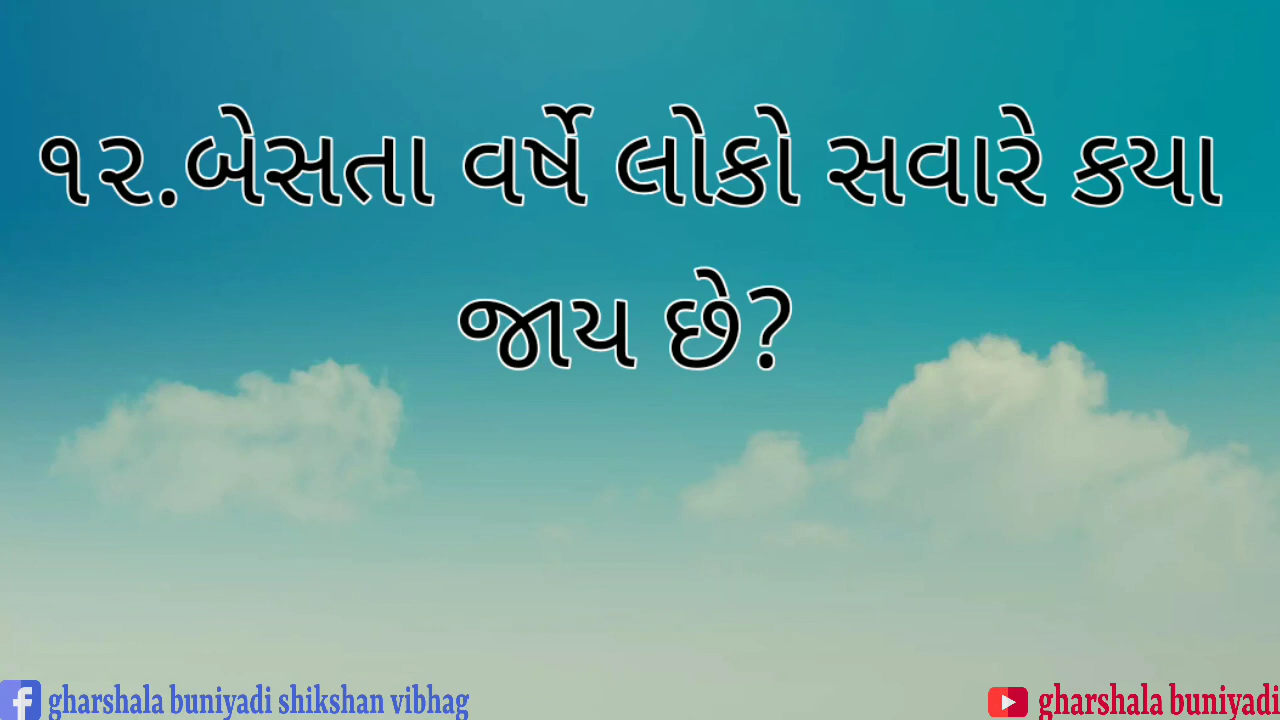 ૧૨.બેસતા વર્ષે લોકો સવારે કયા
જાય છે?
gharshala buniyadi shikshan vibhag
gharshala buniyadi